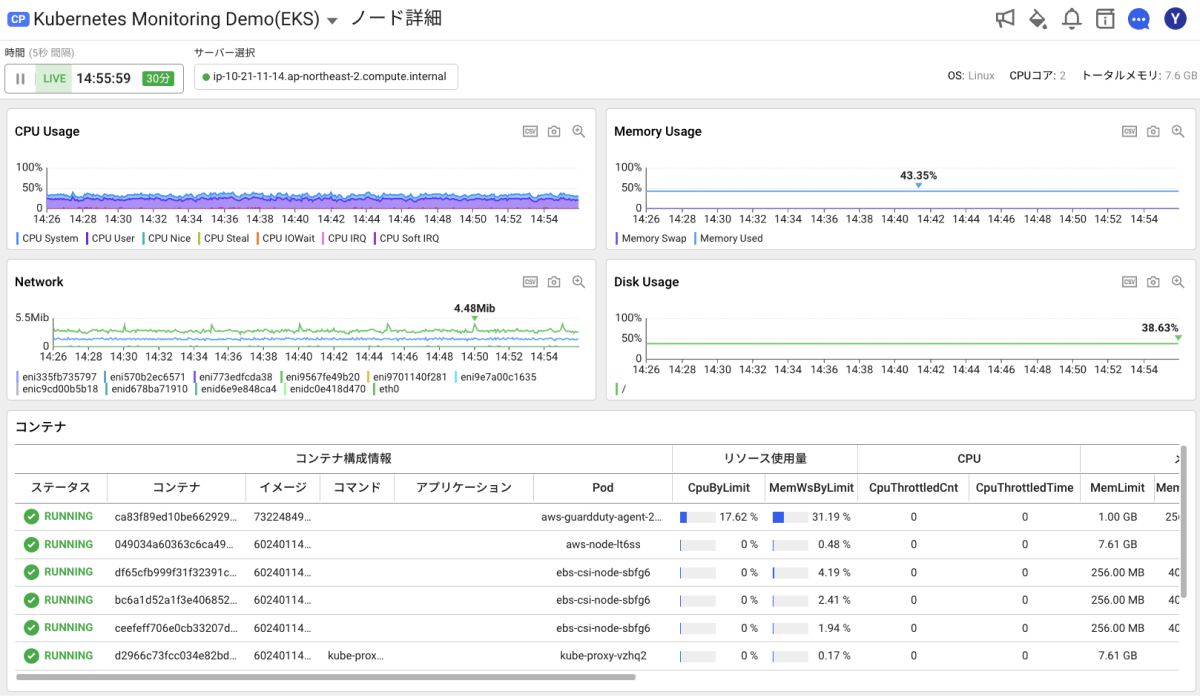 CP Kubernetes Monitoring Demo(EKS) ノード詳細
Y
時間 (5秒 間隔)
LIVE 14:55:59 30分
サーバー選択
ip-10-21-11-14.ap-northeast-2.compute.internal
OS: Linux CPUコア: 2 トータルメモリ: 7.6 GB
CPU Usage
CSV
100%
50%
0
14:26 14:28 14:30 14:32 14:34 14:36 14:38 14:40 14:42 14:44 14:46 14:48 14:50 14:52 14:54
CPU System CPU User CPU Nice CPU Steal CPU IOWait CPU IRQ CPU Soft IRQ
Memory Usage
CSV
43.35%
100%
50%
0
14:26 14:28 14:30 14:32 14:34 14:36 14:38 14:40 14:42 14:44 14:46 14:48 14:50 14:52 14:54
Memory Swap Memory Used
Network
CSV
4.48Mib
5.5Mib
0
14:26 14:28 14:30 14:32 14:34 14:36 14:38 14:40 14:42 14:44 14:46 14:48 14:50 14:52 14:54
eni335fb735797 eni570b2ec6571 eni773edfcda38 eni9567fe49b20 eni9701140f281 eni9e7a00c1635
enic9cd00b5b18 enid678ba71910 enid6e9e848ca4 enidc0e418d470 eth0
Disk Usage
CSV
100%
38.63%
50%
0
14:26 14:28 14:30 14:32 14:34 14:36 14:38 14:40 14:42 14:44 14:46 14:48 14:50 14:52 14:54
/
コンテナ
コンテナ構成情報 リソース使用量 CPU
ステータス コンテナ イメージ コマンド アプリケーション Pod CpuByLimit MemWsByLimit CpuThrottledCnt CpuThrottledTime MemLimit Mem
RUNNING ca83f89ed10be662929... 73224849... aws-guardduty-agent-2... 17.62 % 31.19 % 0 0 1.00 GB
RUNNING 049034a60363c6ca49... 60240114... aws-node-lt6ss 0 % 0.48 % 0 0 7.61 GB
RUNNING df65cfb999f31f32391c... 60240114... ebs-csi-node-sbfg6 0 % 4.19 % 0 0 256.00 MB
RUNNING bc6a1d52a1f3e406852... 60240114... ebs-csi-node-sbfg6 0 % 2.41 % 0 0 256.00 MB
RUNNING ceefeff706e0cb33207d... 60240114... ebs-csi-node-sbfg6 0 % 1.94 % 0 0 256.00 MB
RUNNING d2966c73fcc034e82bd... 60240114... kube-prox... kube-proxy-vzhq2 0 % 0.17 % 0 0 7.61 GB